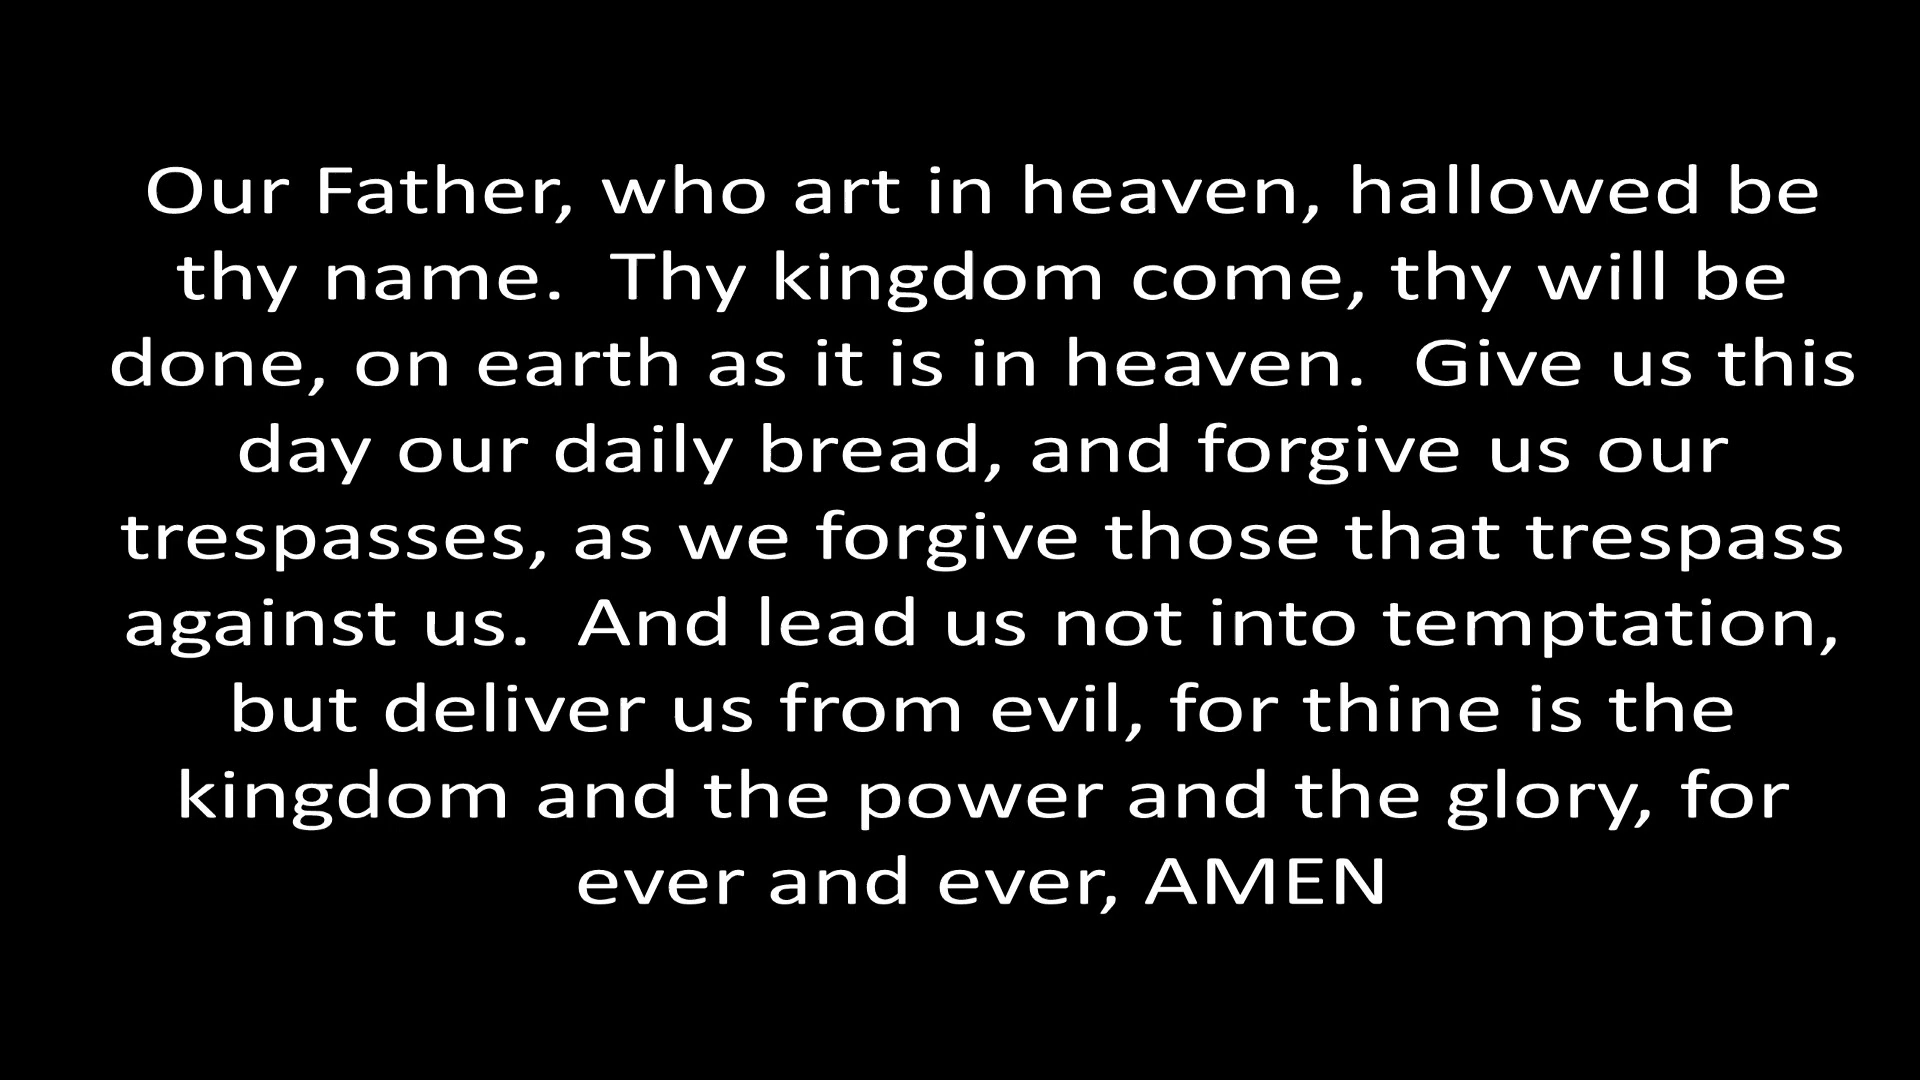 Our Father, who art in heaven, hallowed be
thy name.  Thy kingdom come, thy will be
done, on earth as it is in heaven.  Give us this
day our daily bread, and forgive us our
trespasses, as we forgive those that trespass
against us.  And lead us not into temptation,
but deliver us from evil, for thine is the
kingdom and the power and the glory, for
ever and ever, AMEN